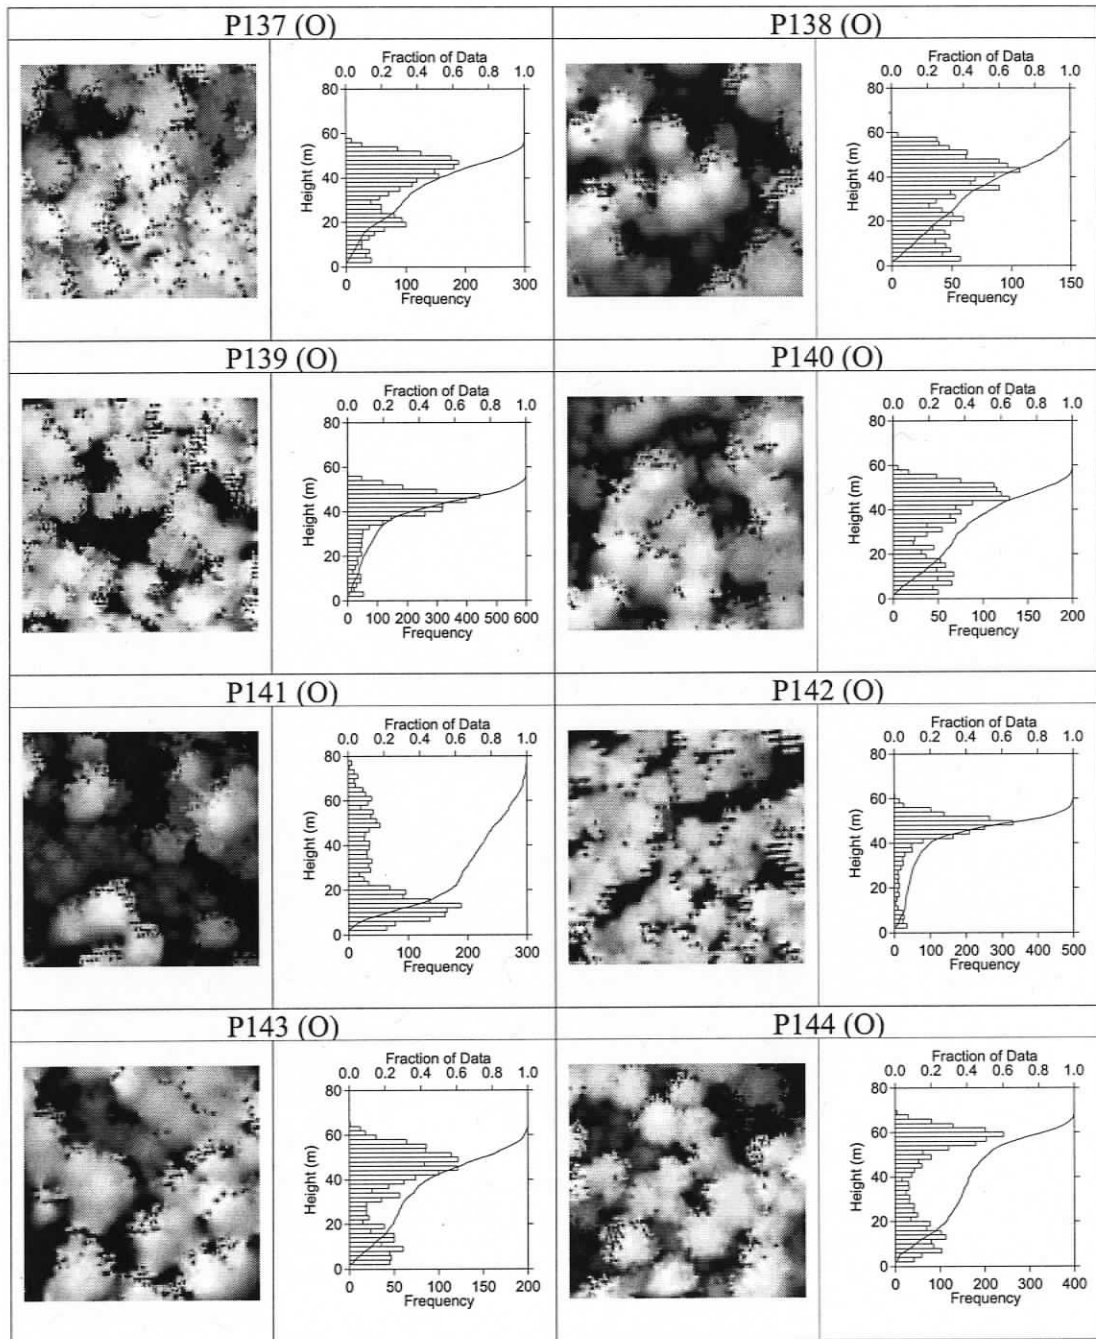 P137 (O) P138 (O)
Fraction of Data Fraction of Data
0.0 0.2 0.4 0.6 0.8 1.0 0.0 0.2 0.4 0.6 0.8 1.0
80 80
60 60
Height (m) Height (m)
40 40
20 20
0 0
0 100 200 300 0 50 100 150
Frequency Frequency
P139 (O) P140 (O)
Fraction of Data Fraction of Data
0.0 0.2 0.4 0.6 0.8 1.0 0.0 0.2 0.4 0.6 0.8 1.0
80 80
60 60
Height (m) Height (m)
40 40
20 20
0 0
0 100 200 300 400 500 600 0 50 100 150 200
Frequency Frequency
P141 (O) P142 (O)
Fraction of Data Fraction of Data
0.0 0.2 0.4 0.6 0.8 1.0 0.0 0.2 0.4 0.6 0.8 1.0
80 80
60 60
Height (m) Height (m)
40 40
20 20
0 0
0 100 200 300 0 100 200 300 400 500
Frequency Frequency
P143 (O) P144 (O)
Fraction of Data Fraction of Data
0.0 0.2 0.4 0.6 0.8 1.0 0.0 0.2 0.4 0.6 0.8 1.0
80 80
60 60
Height (m) Height (m)
40 40
20 20
0 0
0 50 100 150 200 0 100 200 300 400
Frequency Frequency